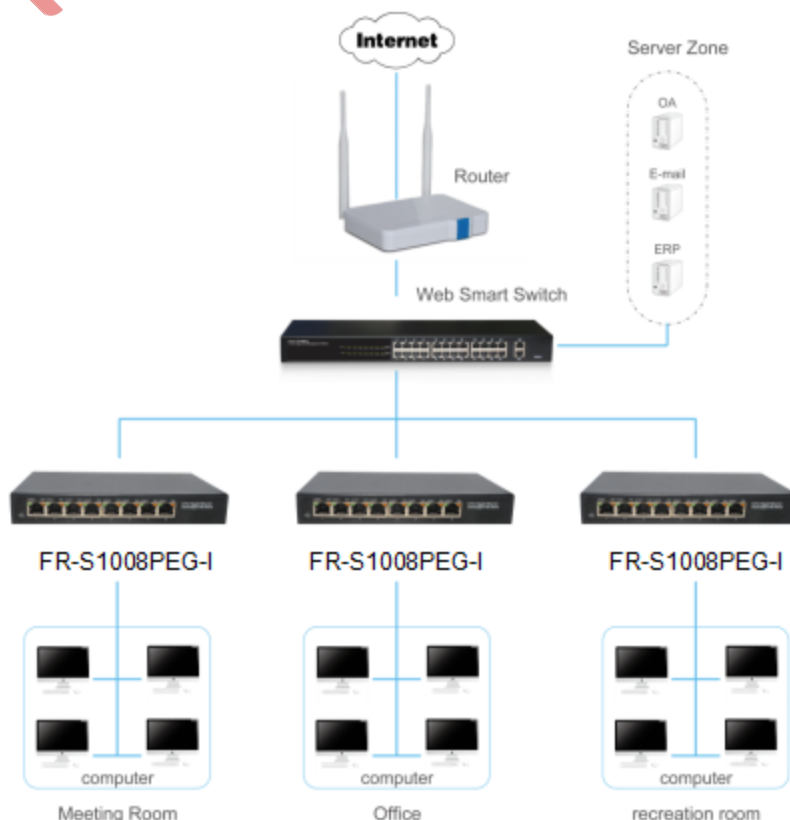 Internet
Server Zone
OA
E-mail
ERP
Router
Web Smart Switch
FR-S1008PEG-I
FR-S1008PEG-I
FR-S1008PEG-I
computer
computer
computer
Meeting Room
Office
recreation room